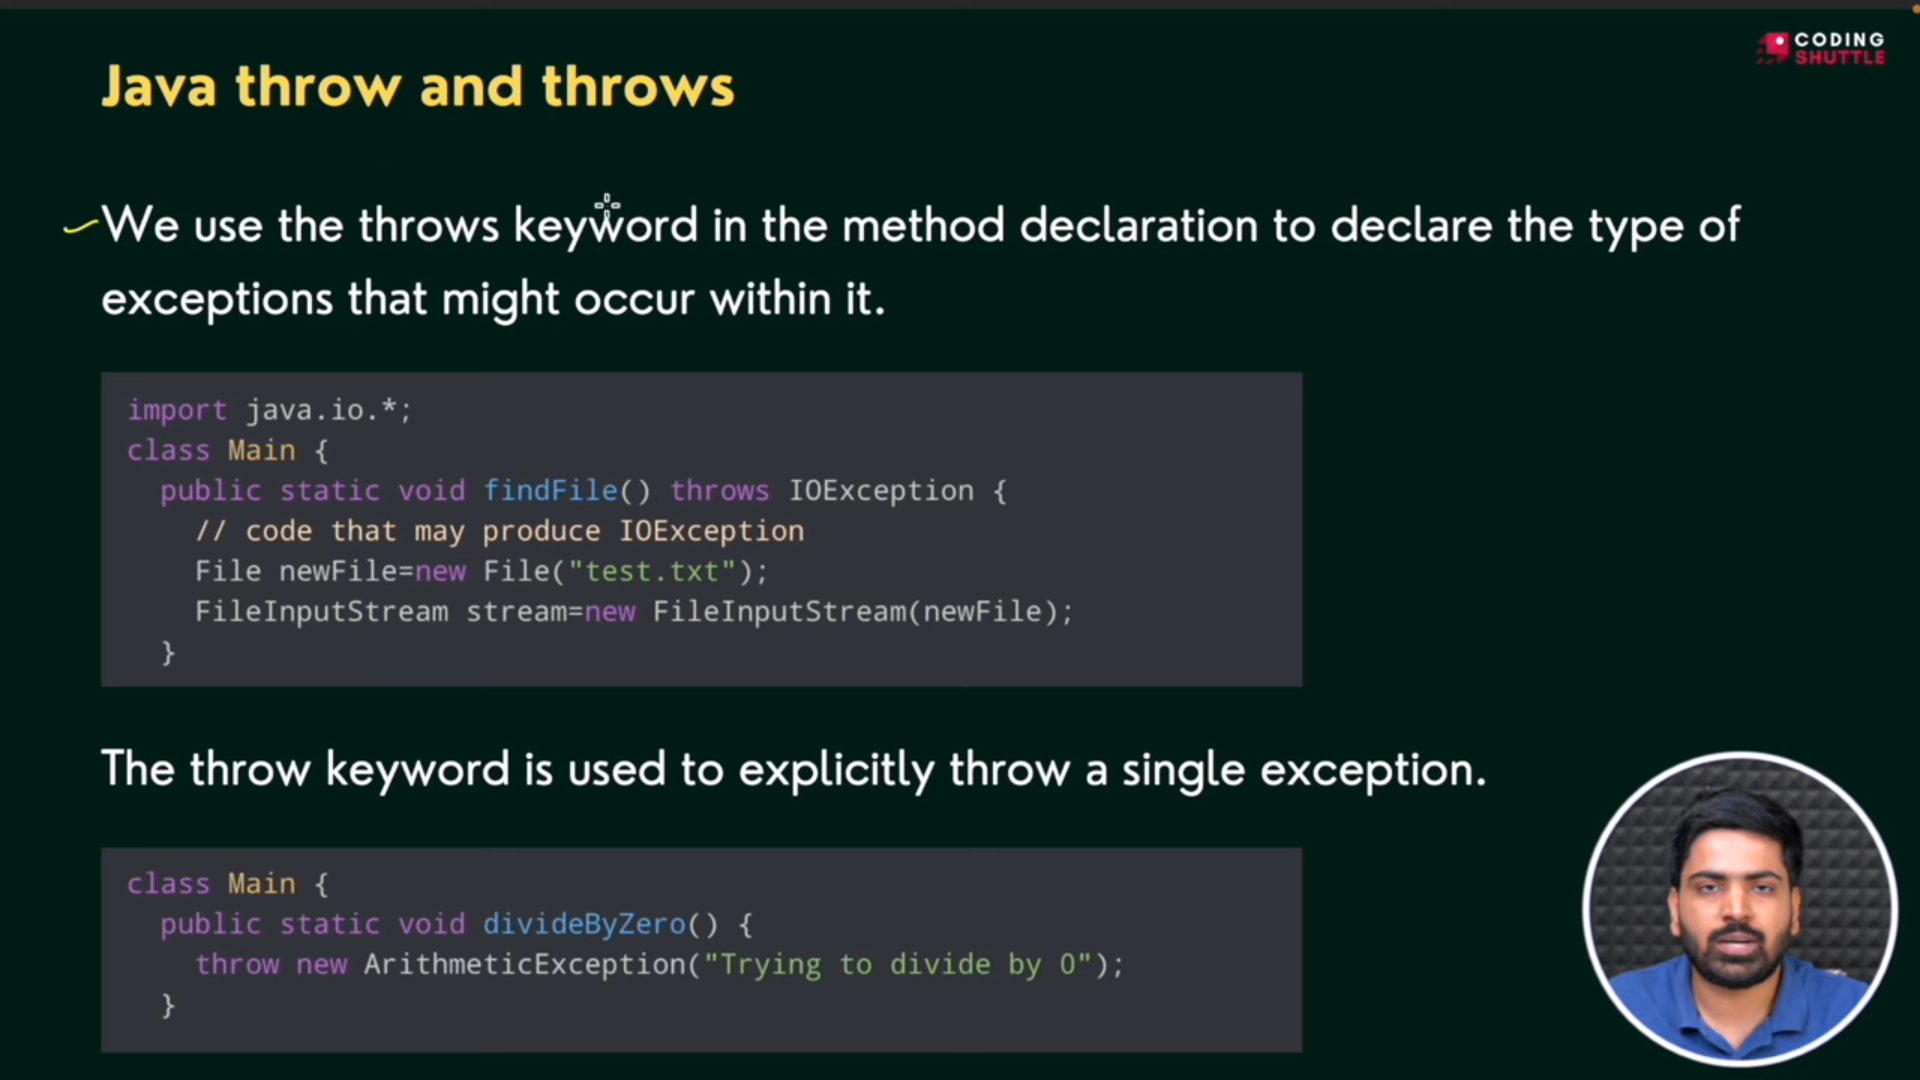 CODING
SHUTTLE
Java throw and throws
We use the throws keyword in the method declaration to declare the type of
exceptions that might occur within it.
import java.io.*;
class Main {
  public static void findFile() throws IOException {
    // code that may produce IOException
    File newFile=new File("test.txt");
    FileInputStream stream=new FileInputStream(newFile);
  }
The throw keyword is used to explicitly throw a single exception.
class Main {
  public static void divideByZero() {
    throw new ArithmeticException("Trying to divide by 0");
  }